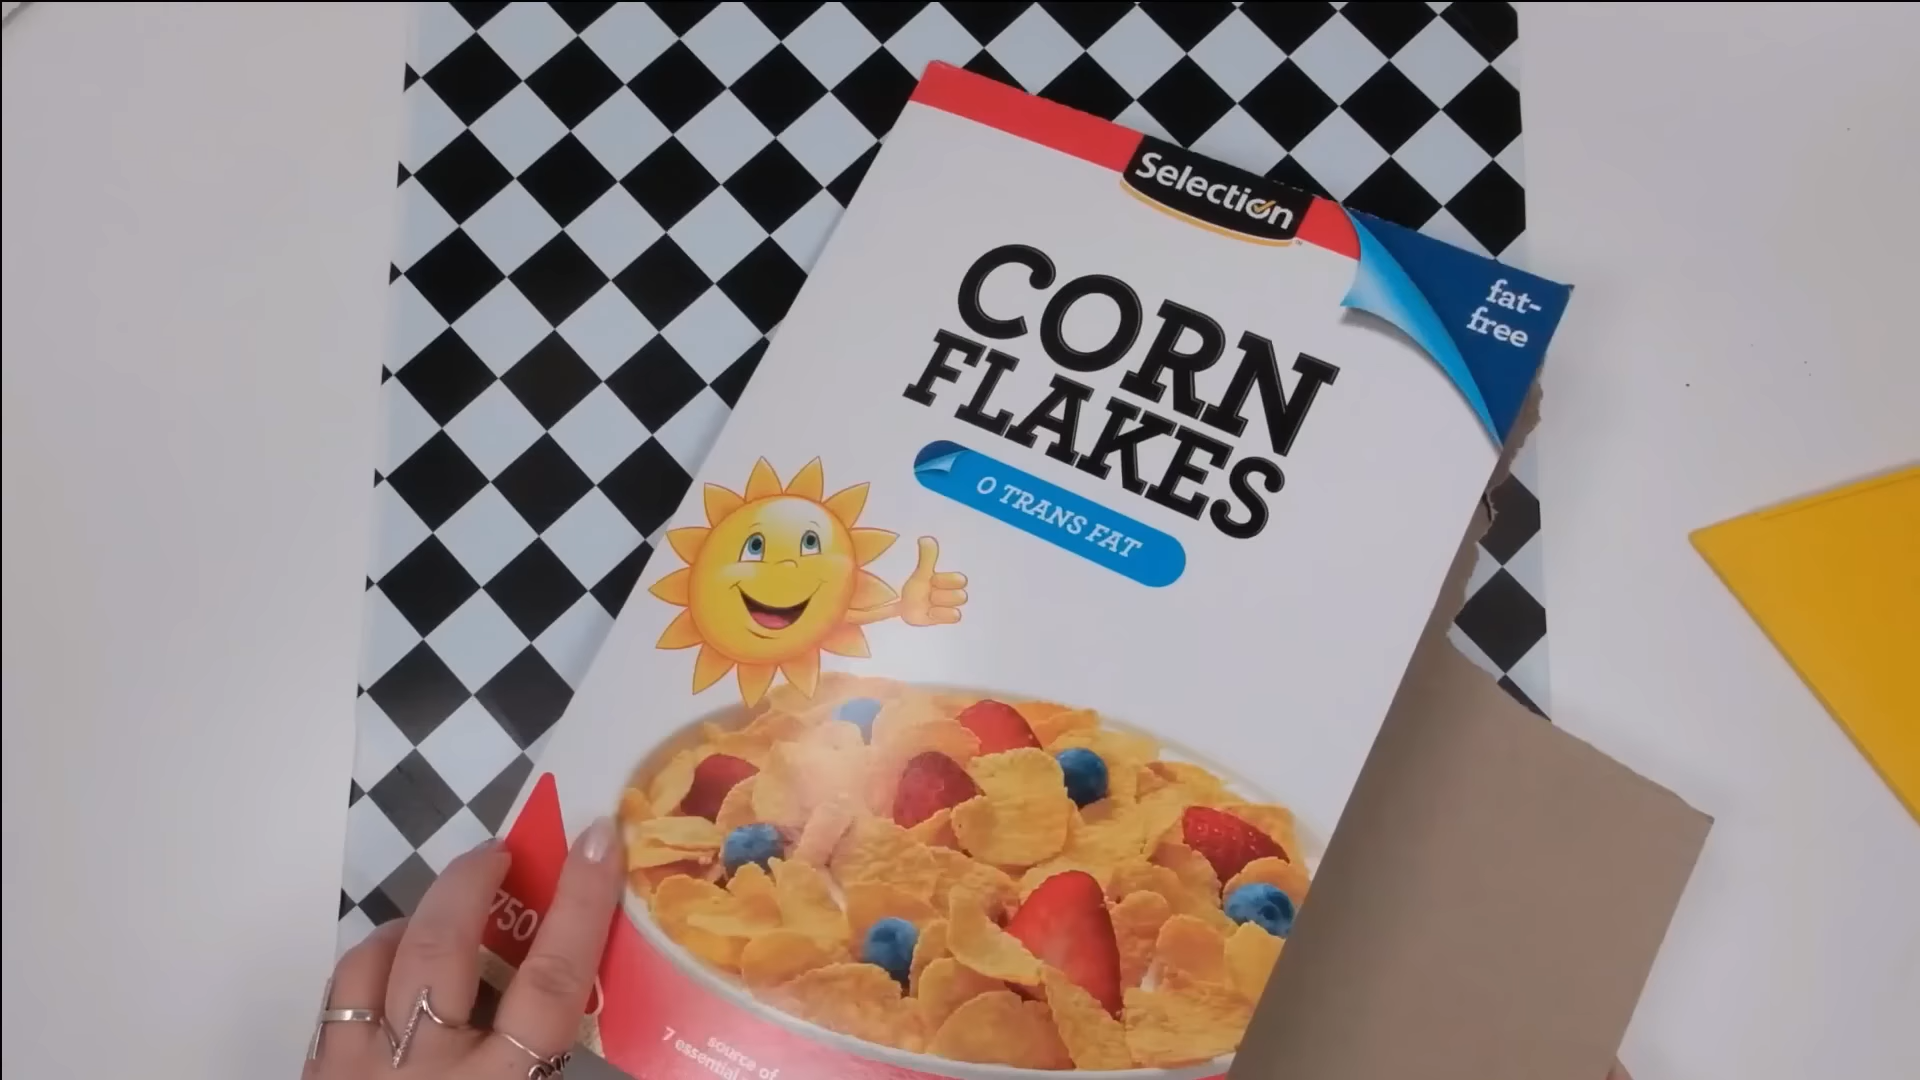 Selection
fat-
free
CORN
FLAKES
0 TRANS FAT
750
source of
7 essential